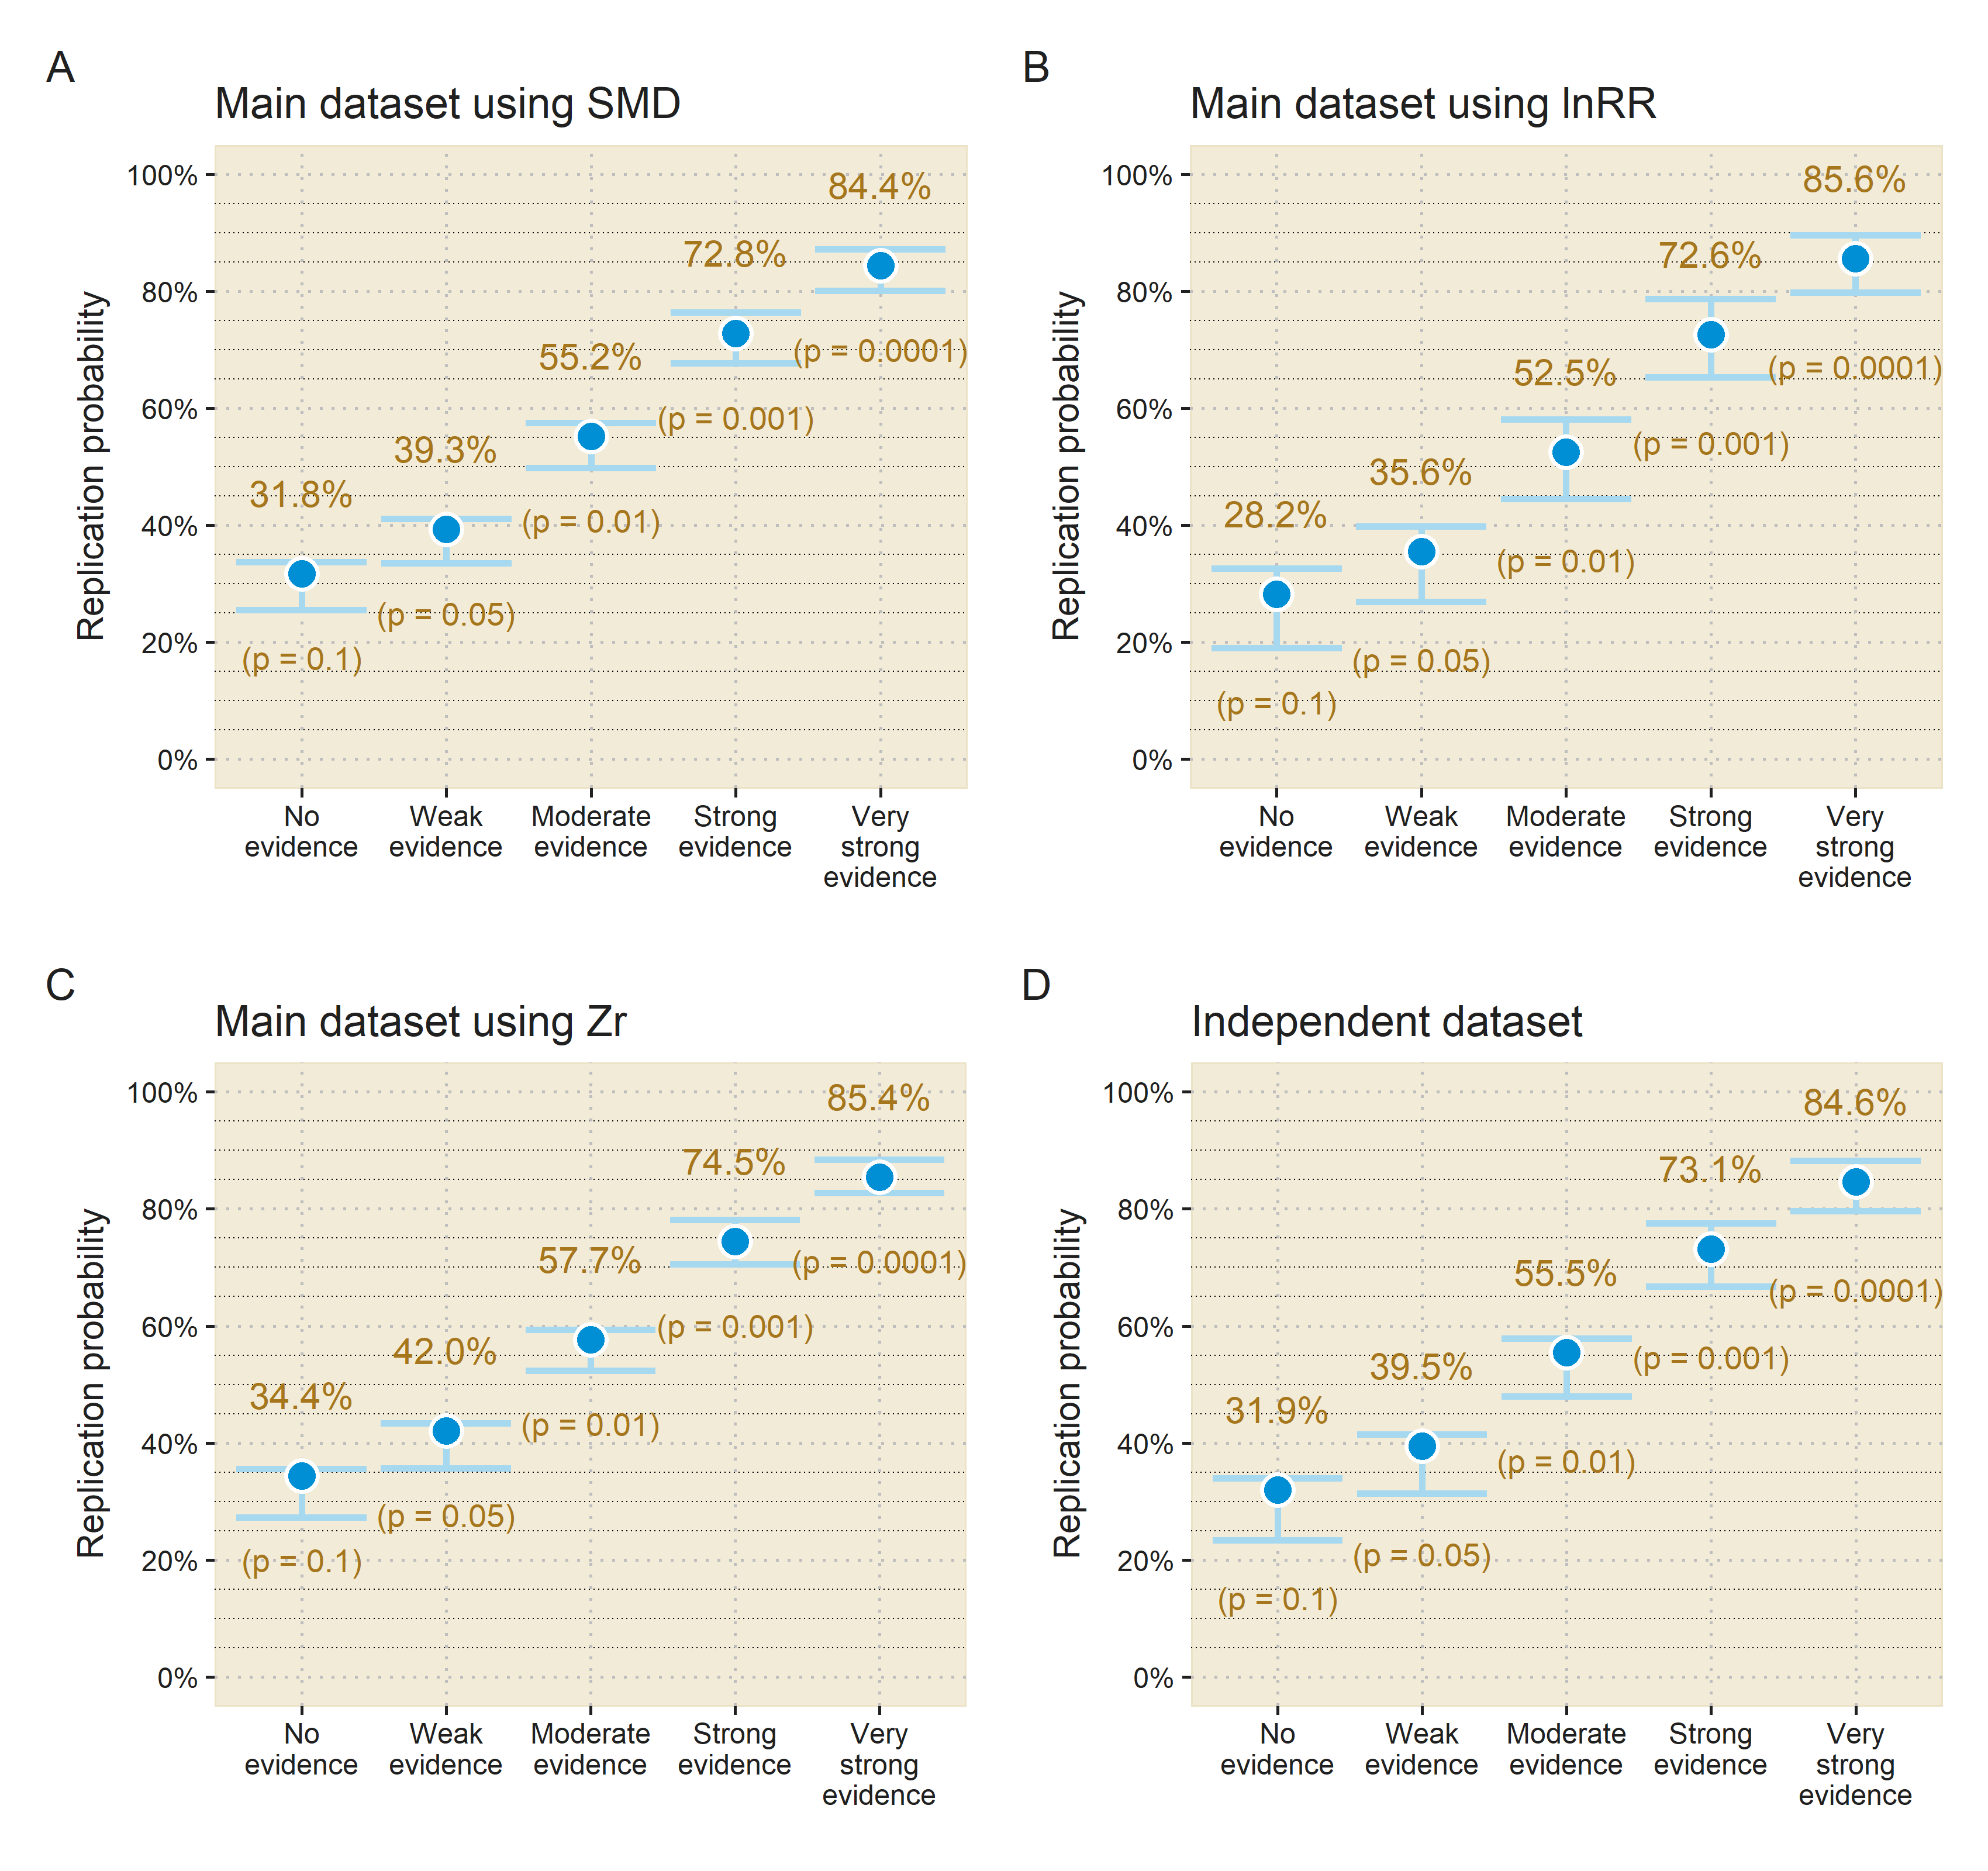 A
Main dataset using SMD
Replication probability
100%
80%
60%
40%
20%
0%
84.4%
72.8%
55.2%
39.3%
31.8%
(p = 0.0001)
(p = 0.001)
(p = 0.01)
(p = 0.05)
(p = 0.1)
No
evidence
Weak
evidence
Moderate
evidence
Strong
evidence
Very
strong
evidence
B
Main dataset using lnRR
Replication probability
100%
80%
60%
40%
20%
0%
85.6%
72.6%
52.5%
35.6%
28.2%
(p = 0.0001)
(p = 0.001)
(p = 0.01)
(p = 0.05)
(p = 0.1)
No
evidence
Weak
evidence
Moderate
evidence
Strong
evidence
Very
strong
evidence
C
Main dataset using Zr
Replication probability
100%
80%
60%
40%
20%
0%
85.4%
74.5%
57.7%
42.0%
34.4%
(p = 0.0001)
(p = 0.001)
(p = 0.01)
(p = 0.05)
(p = 0.1)
No
evidence
Weak
evidence
Moderate
evidence
Strong
evidence
Very
strong
evidence
D
Independent dataset
Replication probability
100%
80%
60%
40%
20%
0%
84.6%
73.1%
55.5%
39.5%
31.9%
(p = 0.0001)
(p = 0.001)
(p = 0.01)
(p = 0.05)
(p = 0.1)
No
evidence
Weak
evidence
Moderate
evidence
Strong
evidence
Very
strong
evidence